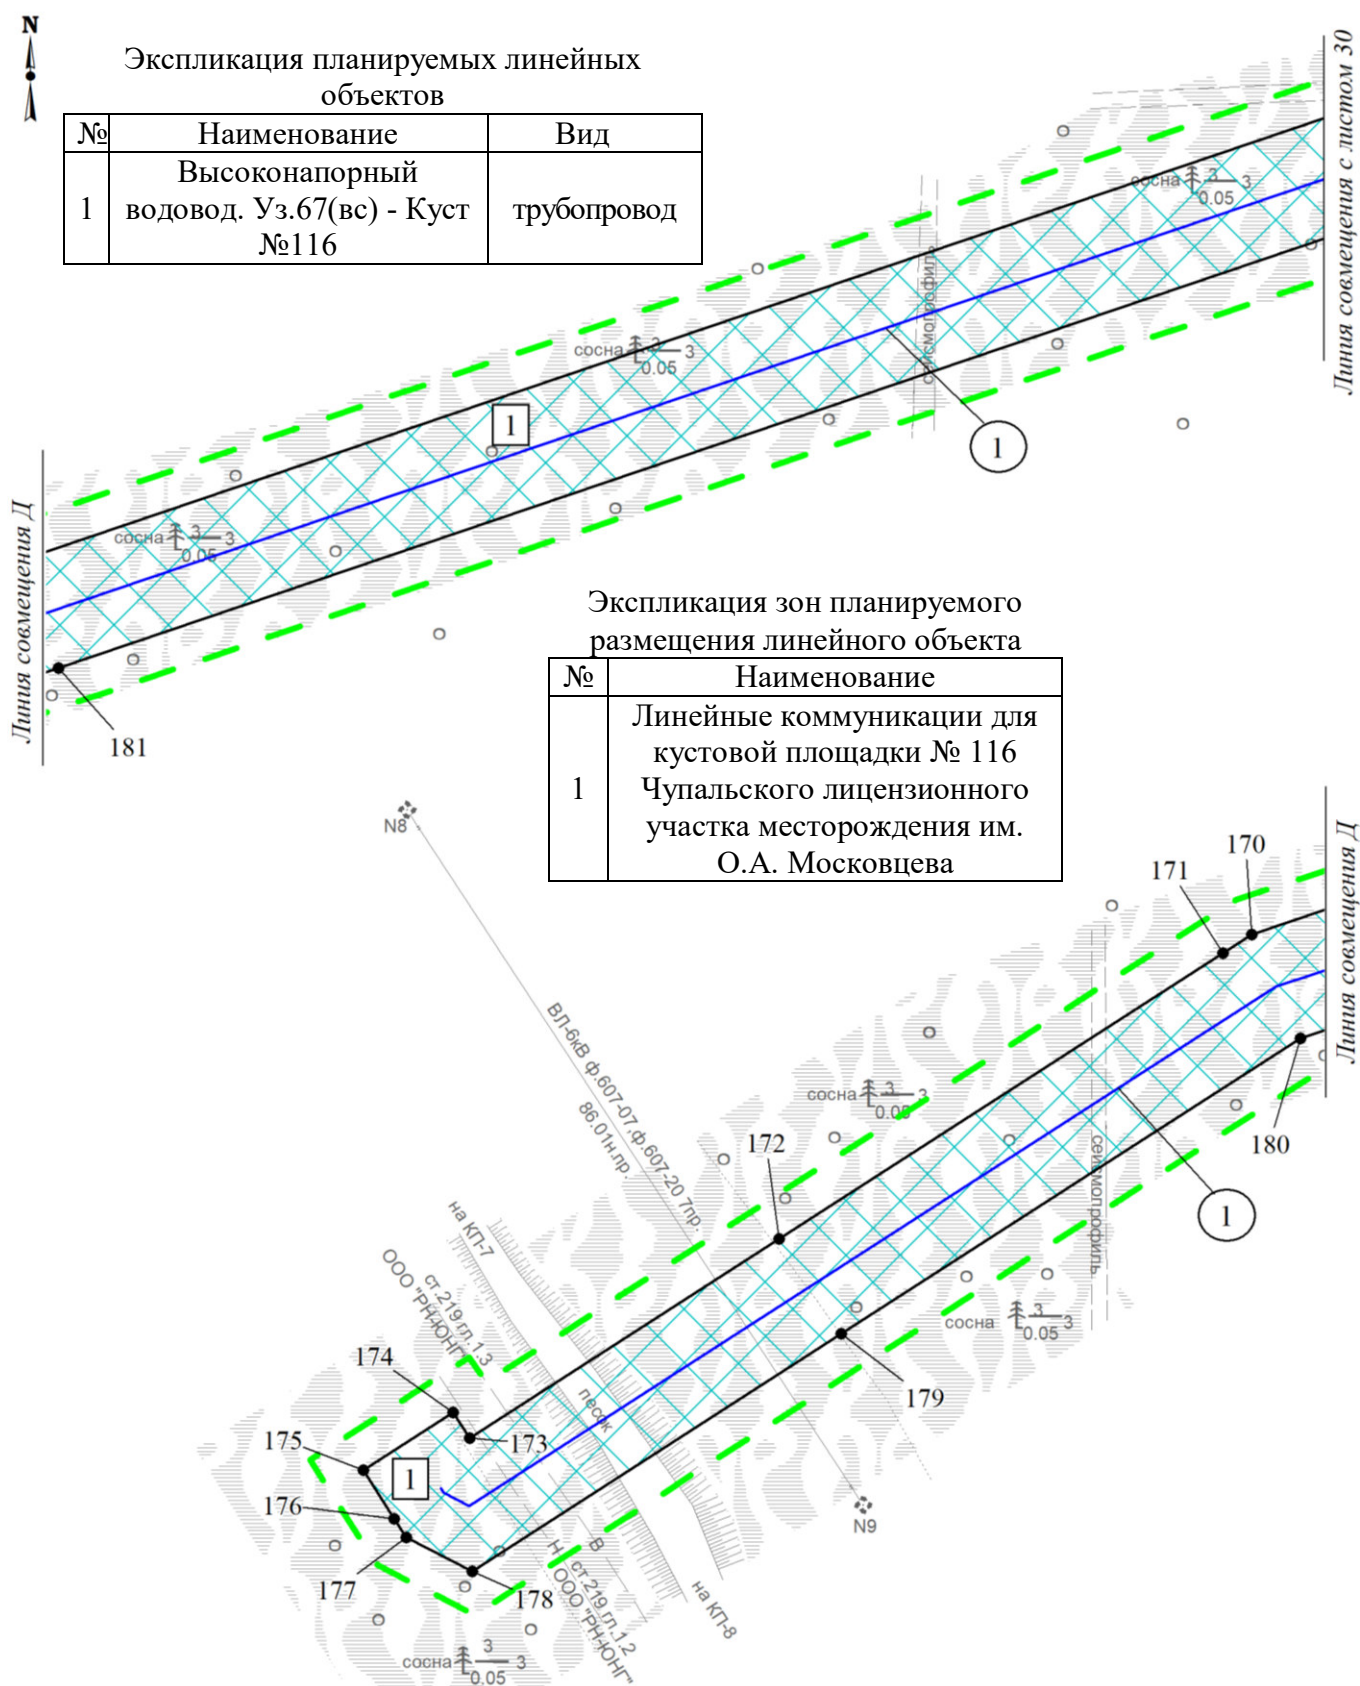 N
Экспликация планируемых линейных
объектов
№ Наименование Вид
1 Высоконапорный
водовод. Уз.67(вс) - Куст
№116
трубопровод
Линия совмещения с листом 30
сосна 3 3
0.05
сейсмопрофиль
сосна 3 3
0.05
1
1
сосна 3 3
0.05
Линия совмещения Д
181
Экспликация зон планируемого
размещения линейного объекта
№ Наименование
1 Линейные коммуникации для
кустовой площадки № 116
Чупальского лицензионного
участка месторождения им.
О.А. Московцева
N8
170
171
Линия совмещения Д
ВЛ-6кВ ф.607-07,ф.607-20 7пр.
86.01н.пр.
сосна 3 3
0.05
172
180
сейсмопрофиль
1
на КП-7
ст.219 гл.1.3
ООО "РН-ЮНГ"
сосна 3 3
0.05
174
179
песок
173
175
1
176
N9
177
178
В
Н
ст.219 гл.1.2
ООО "РН-ЮНГ"
на КП-8
сосна 3 3
0.05